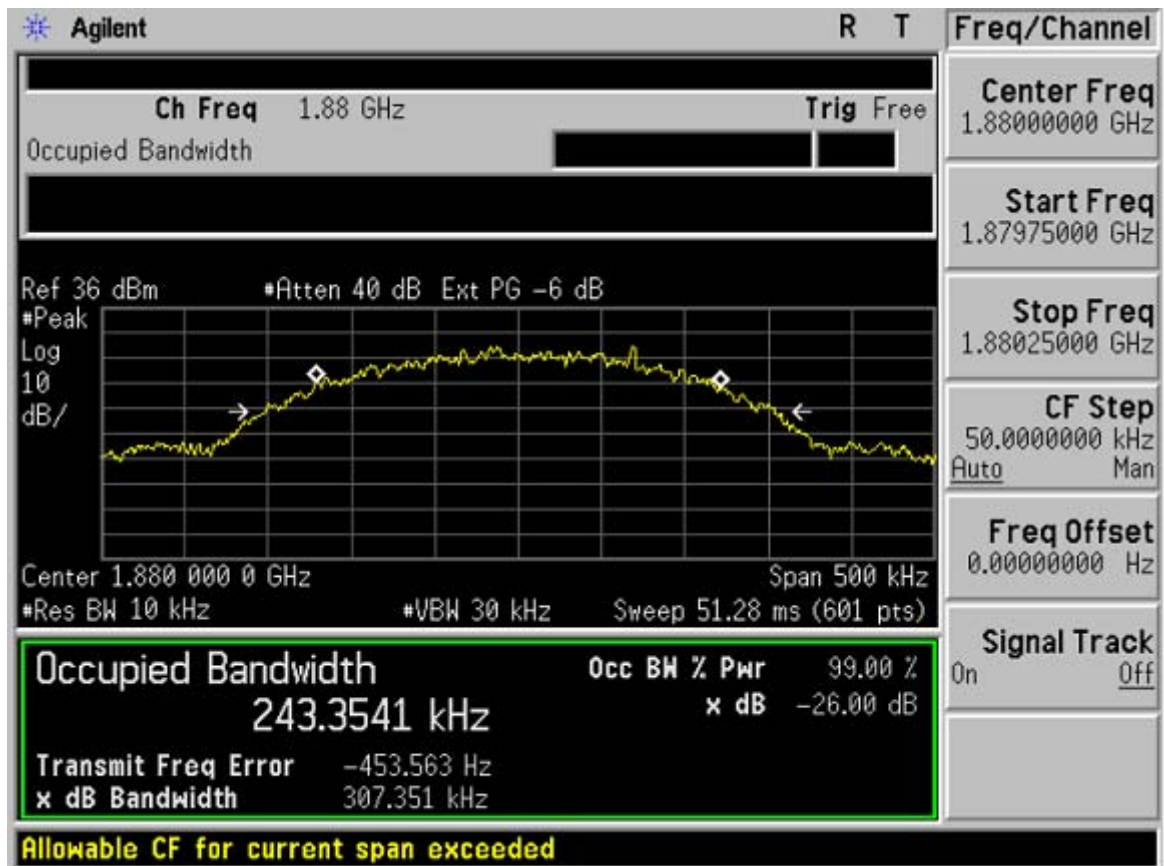 Agilent R T
Freq/Channel
Ch Freq 1.88 GHz Trig Free
Occupied Bandwidth
Center Freq
1.88000000 GHz
Start Freq
1.87975000 GHz
Stop Freq
1.88025000 GHz
CF Step
50.0000000 kHz
Auto Man
Freq Offset
0.00000000 Hz
Signal Track
On Off
Ref 36 dBm #Atten 40 dB Ext PG -6 dB
#Peak
Log
10
dB/
Center 1.880 000 0 GHz Span 500 kHz
#Res BW 10 kHz #VBW 30 kHz Sweep 51.28 ms (601 pts)
Occupied Bandwidth Occ BW % Pwr 99.00 %
243.3541 kHz x dB -26.00 dB
Transmit Freq Error -453.563 Hz
x dB Bandwidth 307.351 kHz
Allowable CF for current span exceeded